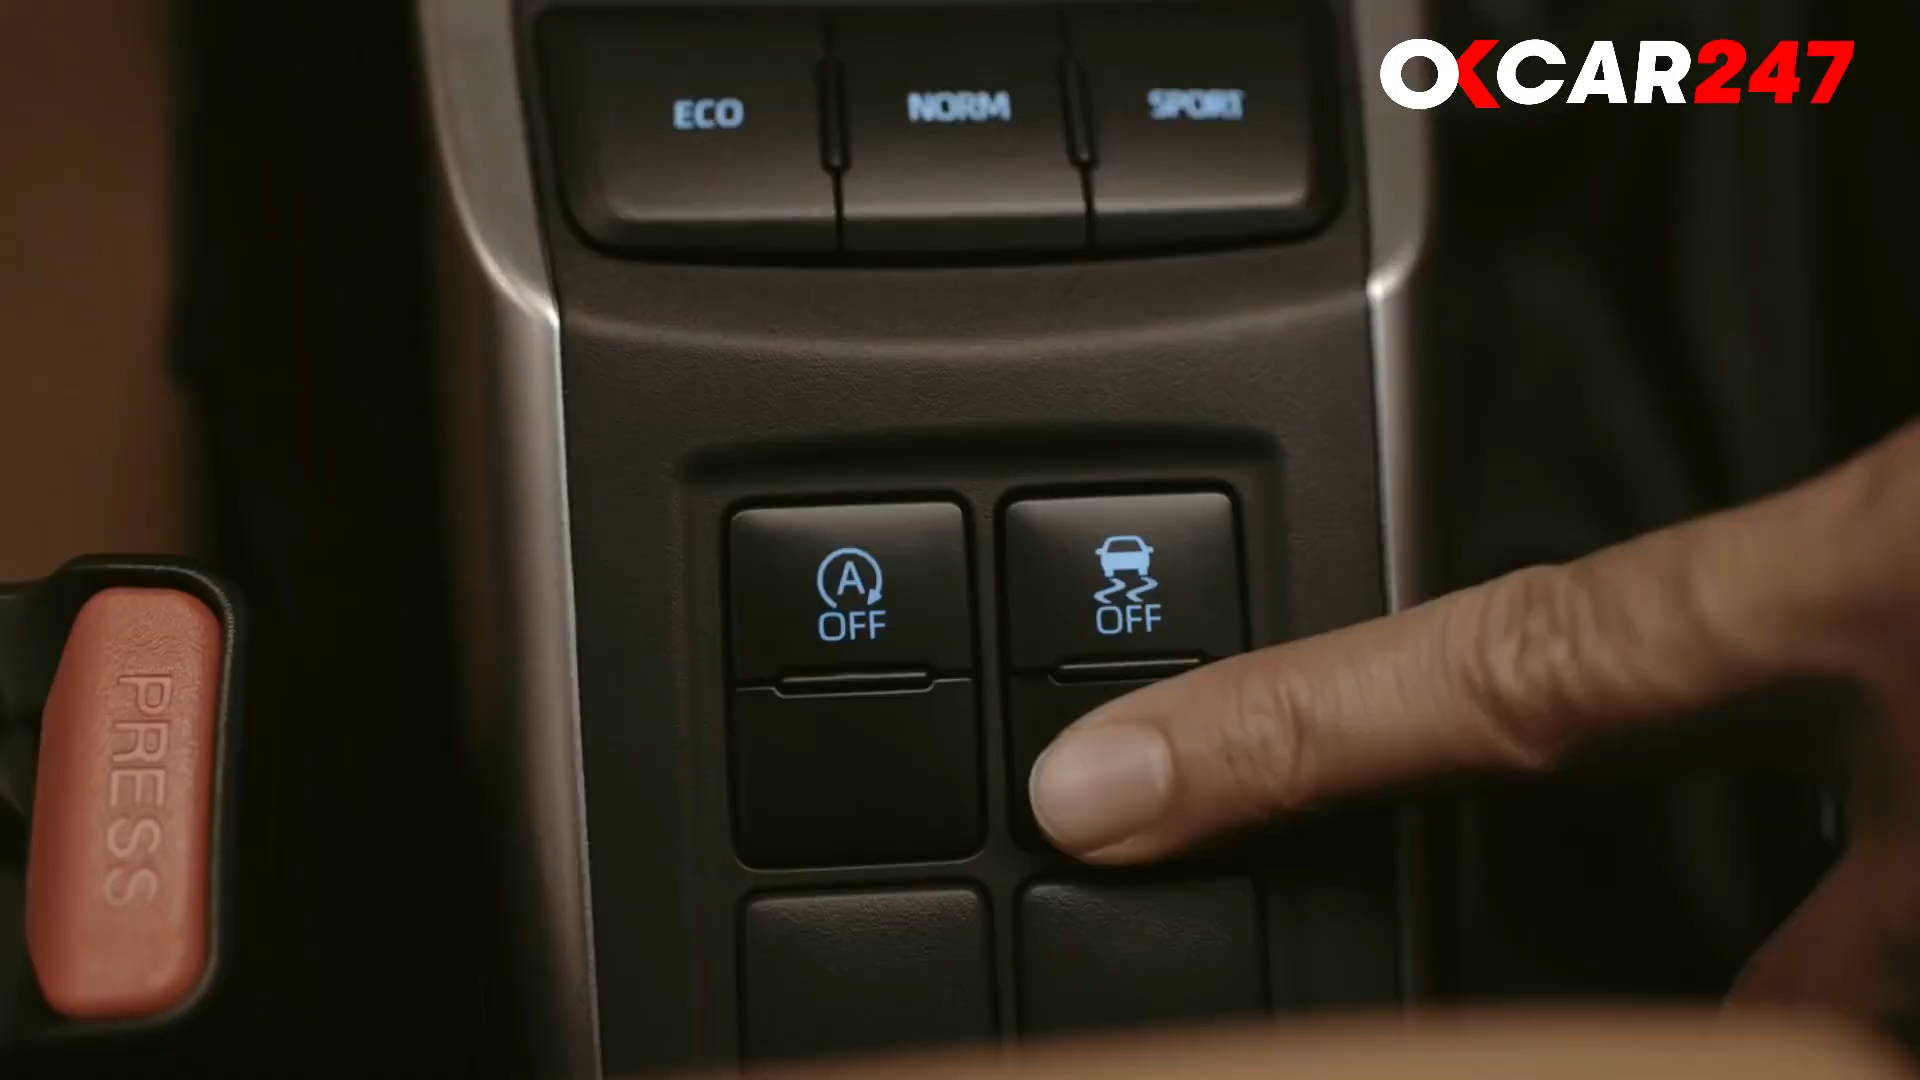 OKCAR247
ECO NORM SPORT
A
OFF
OFF
PRESS